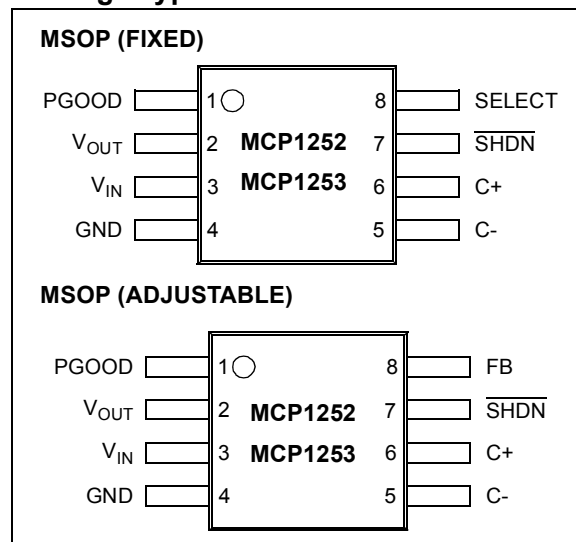 MSOP (FIXED)
PGOOD 1 8 SELECT
VOUT 2 MCP1252 7 SHDN
VIN 3 MCP1253 6 C+
GND 4 5 C-
MSOP (ADJUSTABLE)
PGOOD 1 8 FB
VOUT 2 MCP1252 7 SHDN
VIN 3 MCP1253 6 C+
GND 4 5 C-